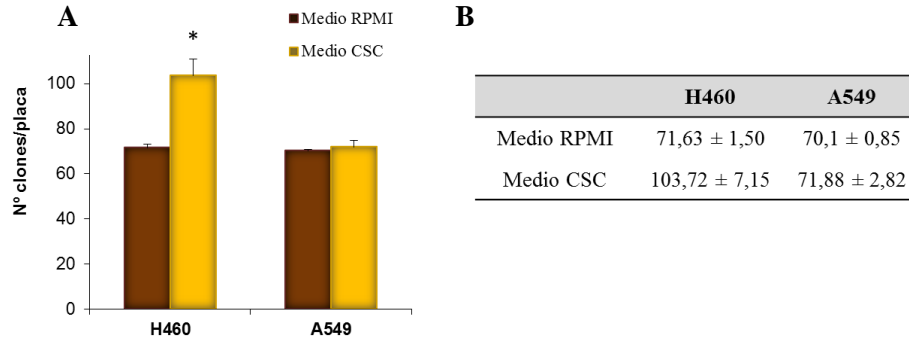 A
Medio RPMI
Medio CSC
*
Nº clones/placa
100
80
60
40
20
0
H460 A549
B
H460 A549
Medio RPMI 71,63 ± 1,50 70,1 ± 0,85
Medio CSC 103,72 ± 7,15 71,88 ± 2,82